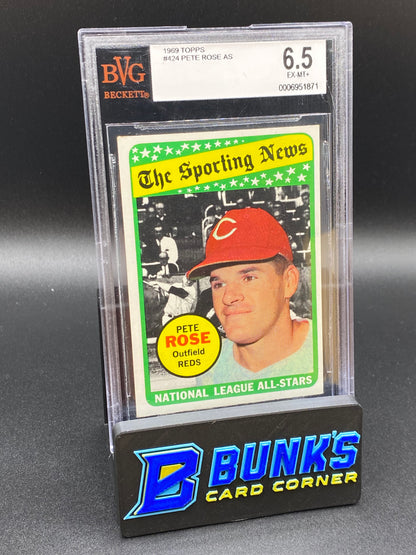 BVG
BECKETT®
1969 TOPPS
#424 PETE ROSE AS
6.5
EX-MT+
0006951871
The Sporting News
C
PETE
ROSE
Outfield
REDS
NATIONAL LEAGUE ALL-STARS
B BUNK'S
CARD CORNER